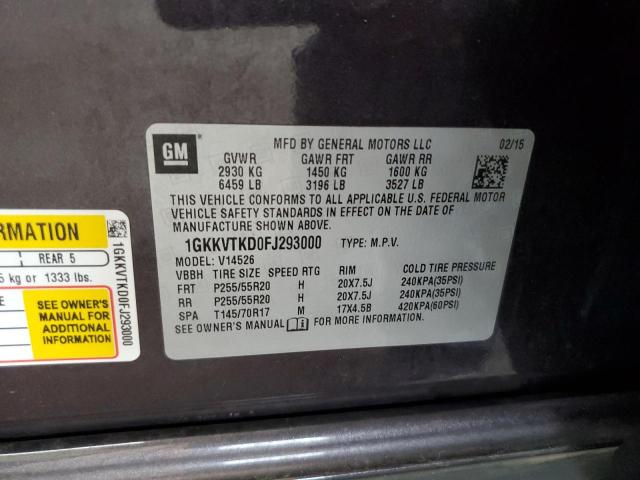 GM
MFD BY GENERAL MOTORS LLC 02/15
GVWR GAWR FRT GAWR RR
2930 KG 1450 KG 1600 KG
6459 LB 3196 LB 3527 LB
THIS VEHICLE CONFORMS TO ALL APPLICABLE U.S. FEDERAL MOTOR
VEHICLE SAFETY STANDARDS IN EFFECT ON THE DATE OF
MANUFACTURE SHOWN ABOVE.
1GKKVTKD0FJ293000 TYPE: M.P.V.
MODEL: V14526
VBBH TIRE SIZE SPEED RTG RIM COLD TIRE PRESSURE
FRT P255/55R20 H 20X7.5J 240KPA(35PSI)
RR P255/55R20 H 20X7.5J 240KPA(35PSI)
SPA T145/70R17 M 17X4.5B 420KPA(60PSI)
SEE OWNER'S MANUAL FOR MORE INFORMATION
ORMATION
REAR 5
kg or 1333 lbs.
SEE OWNER'S
MANUAL FOR
ADDITIONAL
INFORMATION
1GKKVTKD0FJ293000